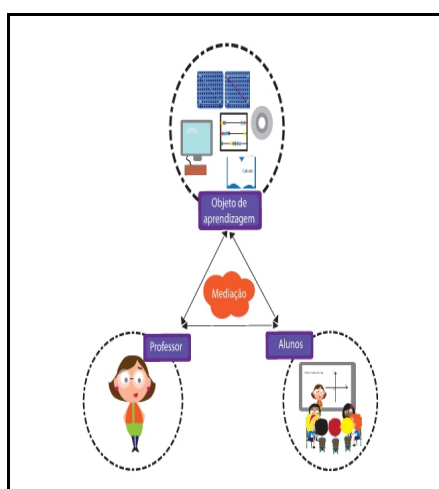 Objeto de
aprendizagem
Mediação
Professor
Alunos